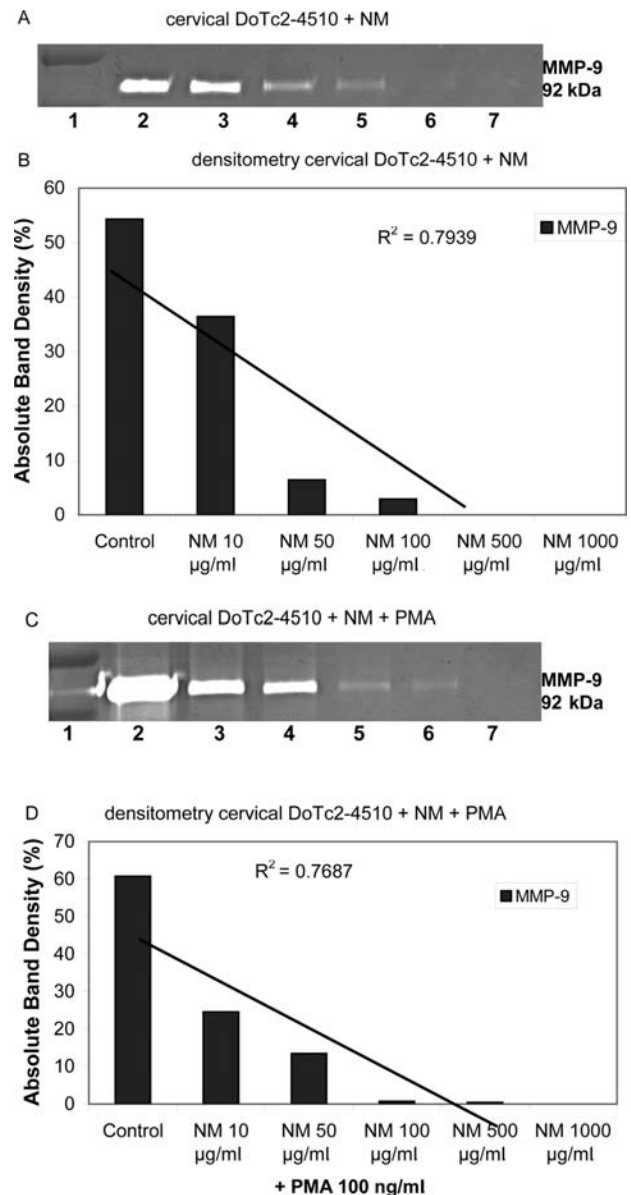 A
cervical DoTc2-4510 + NM
MMP-9
92 kDa
1 2 3 4 5 6 7
B
densitometry cervical DoTc2-4510 + NM
Absolute Band Density (%)
60
50
40
30
20
10
0
R² = 0.7939
MMP-9
Control NM 10 NM 50 NM 100 NM 500 NM 1000
µg/ml µg/ml µg/ml µg/ml µg/ml
C
cervical DoTc2-4510 + NM + PMA
MMP-9
92 kDa
1 2 3 4 5 6 7
D
densitometry cervical DoTc2-4510 + NM + PMA
Absolute Band Density (%)
70
60
50
40
30
20
10
0
R² = 0.7687
MMP-9
Control NM 10 NM 50 NM 100 NM 500 NM 1000
µg/ml µg/ml µg/ml µg/ml µg/ml
+ PMA 100 ng/ml